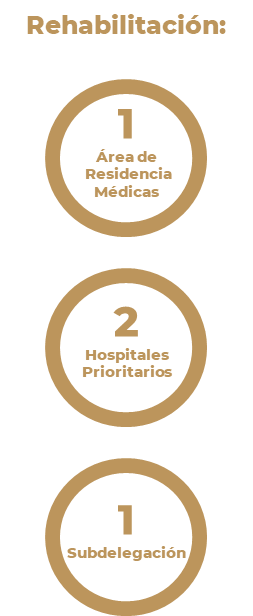 Rehabilitación:
1
Área de
Residencia
Médicas
2
Hospitales
Prioritarios
1
Subdelegación